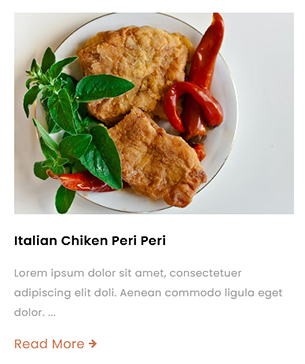 Italian Chiken Peri Peri
Lorem ipsum dolor sit amet, consectetuer
adipiscing elit doli. Aenean commodo ligula eget
dolor. ...
Read More →